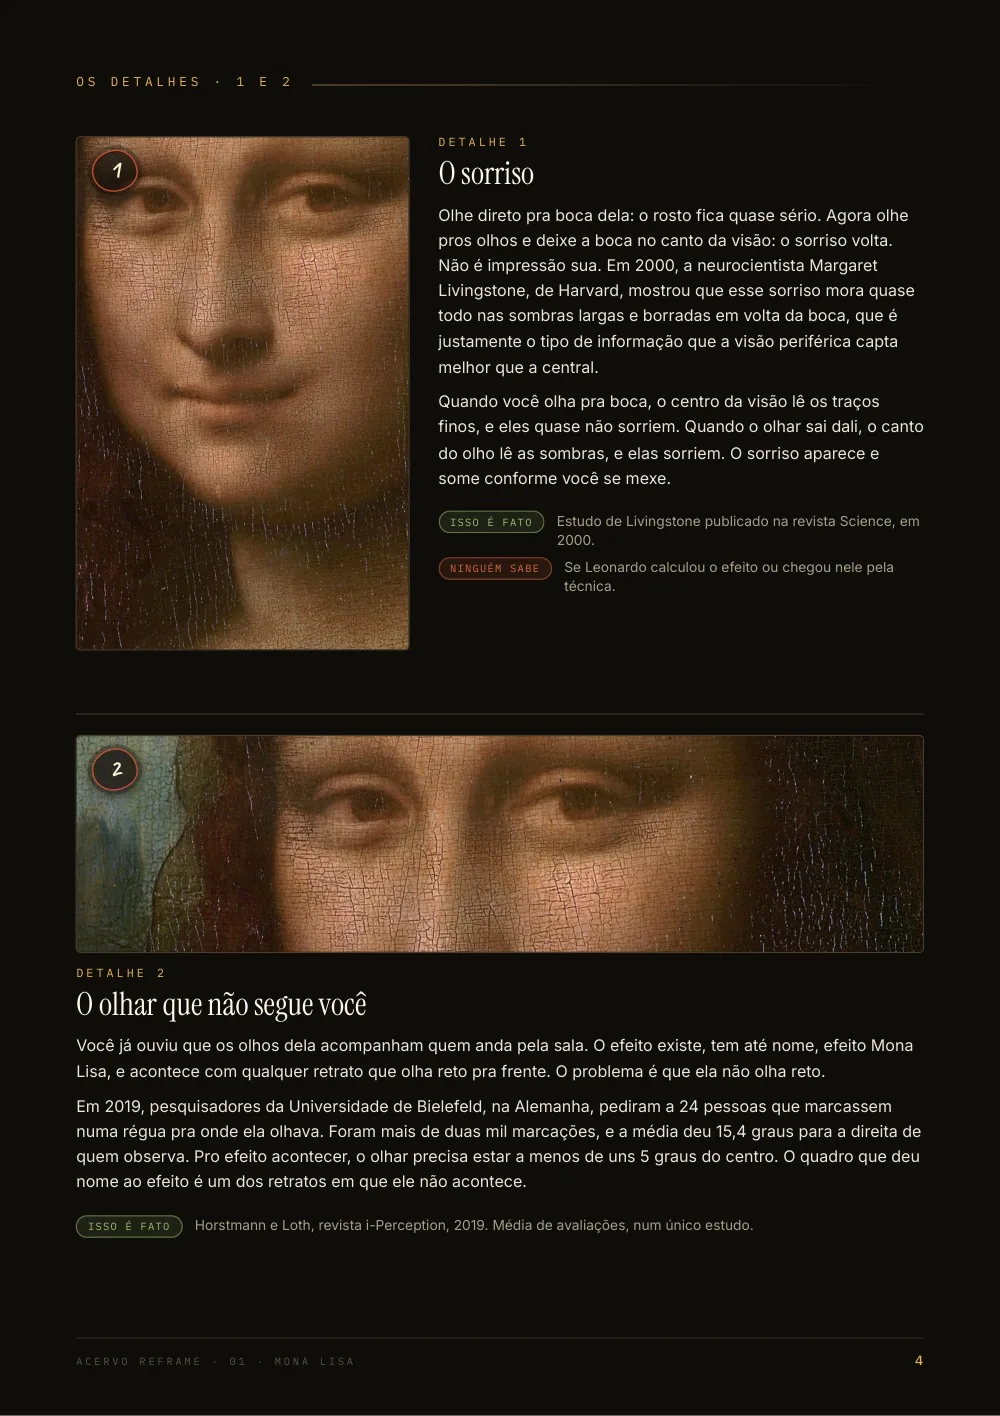 OS DETALHES · 1 E 2
1
DETALHE 1
O sorriso
Olhe direto pra boca dela: o rosto fica quase sério. Agora olhe
pros olhos e deixe a boca no canto da visão: o sorriso volta.
Não é impressão sua. Em 2000, a neurocientista Margaret
Livingstone, de Harvard, mostrou que esse sorriso mora quase
todo nas sombras largas e borradas em volta da boca, que é
justamente o tipo de informação que a visão periférica capta
melhor que a central.
Quando você olha pra boca, o centro da visão lê os traços
finos, e eles quase não sorriem. Quando o olhar sai dali, o canto
do olho lê as sombras, e elas sorriem. O sorriso aparece e
some conforme você se mexe.
ISSO É FATO Estudo de Livingstone publicado na revista Science, em
2000.
NINGUÉM SABE Se Leonardo calculou o efeito ou chegou nele pela
técnica.
2
DETALHE 2
O olhar que não segue você
Você já ouviu que os olhos dela acompanham quem anda pela sala. O efeito existe, tem até nome, efeito Mona
Lisa, e acontece com qualquer retrato que olha reto pra frente. O problema é que ela não olha reto.
Em 2019, pesquisadores da Universidade de Bielefeld, na Alemanha, pediram a 24 pessoas que marcassem
numa régua pra onde ela olhava. Foram mais de duas mil marcações, e a média deu 15,4 graus para a direita de
quem observa. Pro efeito acontecer, o olhar precisa estar a menos de uns 5 graus do centro. O quadro que deu
nome ao efeito é um dos retratos em que ele não acontece.
ISSO É FATO Horstmann e Loth, revista i-Perception, 2019. Média de avaliações, num único estudo.
ACERVO REFRAME · 01 · MONA LISA
4